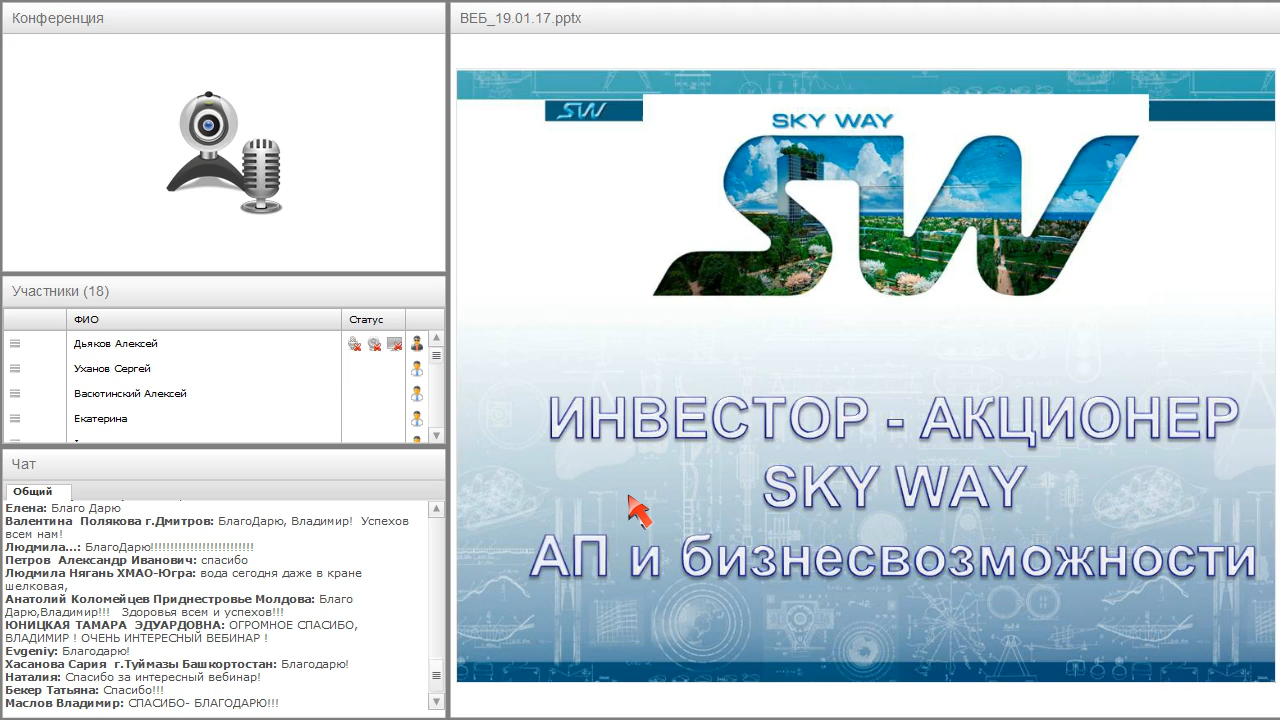 Конференция
ВЕБ_19.01.17.pptx
SW
SKY WAY
SW
ИНВЕСТОР - АКЦИОНЕР
SKY WAY
АП и бизнесвозможности
Участники (18)
ФИО
Статус
Дьяков Алексей
Уханов Сергей
Васютинский Алексей
Екатерина
Чат
Общий
Елена: Благо Дарю
Валентина Полякова г.Дмитров: БлагоДарю, Владимир! Успехов
всем нам!
Людмила...: БлагоДарю!!!!!!!!!!!!!!!!!!!!!!!!!!
Петров Александр Иванович: спасибо
Людмила Нягань ХМАО-Югра: вода сегодня даже в кране
шелковая,
Анатолий Коломейцев Приднестровье Молдова: Благо
Дарю,Владимир!!! Здоровья всем и успехов!!!
ЮНИЦКАЯ ТАМАРА ЭДУАРДОВНА: ОГРОМНОЕ СПАСИБО,
ВЛАДИМИР ! ОЧЕНЬ ИНТЕРЕСНЫЙ ВЕБИНАР !
Evgeniy: Благодарю!
Хасанова Сария г.Туймазы Башкортостан: Благодарю!
Наталия: Спасибо за интересный вебинар!
Бекер Татьяна: Спасибо!!!
Маслов Владимир: СПАСИБО- БЛАГОДАРЮ!!!